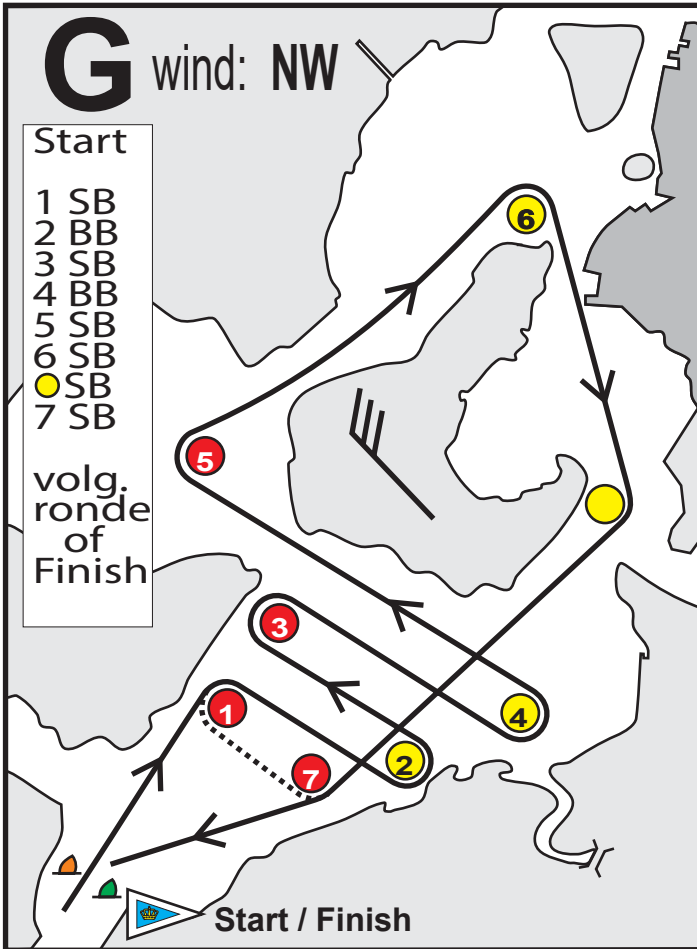 G wind: NW
Start
1 SB
2 BB
3 SB
4 BB
5 SB
6 SB
SB
7 SB
volg.
ronde
of
Finish
6
5
3
4
1
2
7
Start / Finish